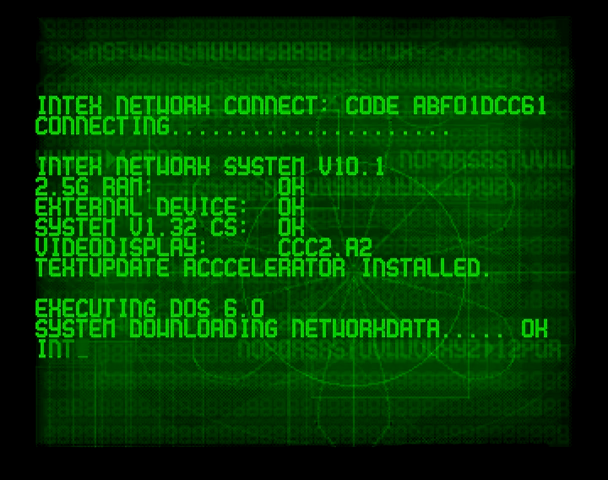 INTEX NETWORK CONNECT: CODE ABF01DCC61
CONNECTING.....................
INTEX NETWORK SYSTEM V10.1
2.5G RAM: OK
EXTERNAL DEVICE: OK
SYSTEM V1.32 CS: OK
VIDEODISPLAY: CCC2.A2
TEXTUPDATE ACCCELERATOR INSTALLED.
EXECUTING DOS 6.0
SYSTEM DOWNLOADING NETWORKDATA..... OK
INT_